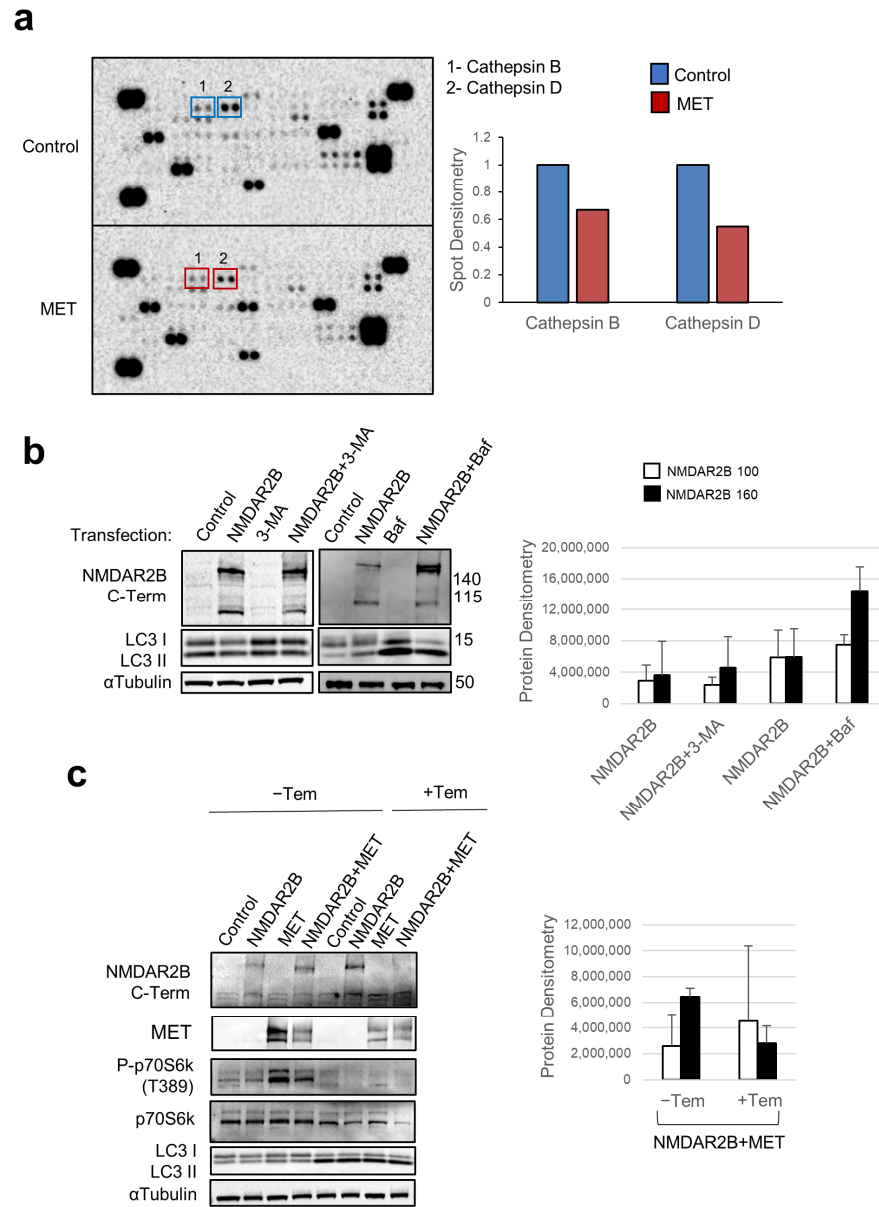 a
Control
1 2
MET
1 2
1- Cathepsin B
2- Cathepsin D
Control
MET
Spot Densitometry
1.2
1
0.8
0.6
0.4
0.2
0
Cathepsin B
Cathepsin D
b
Transfection:
Control
NMDAR2B
3-MA
NMDAR2B+3-MA
Control
NMDAR2B
Baf
NMDAR2B+Baf
NMDAR2B
C-Term
140
115
LC3 I
LC3 II
15
αTubulin
50
NMDAR2B 100
NMDAR2B 160
Protein Densitometry
20,000,000
16,000,000
12,000,000
8,000,000
4,000,000
0
NMDAR2B
NMDAR2B+3-MA
NMDAR2B
NMDAR2B+Baf
c
−Tem
+Tem
Control
NMDAR2B
MET
NMDAR2B+MET
Control
NMDAR2B
MET
NMDAR2B+MET
NMDAR2B
C-Term
MET
P-p70S6k
(T389)
p70S6k
LC3 I
LC3 II
αTubulin
Protein Densitometry
12,000,000
10,000,000
8,000,000
6,000,000
4,000,000
2,000,000
0
−Tem
+Tem
NMDAR2B+MET